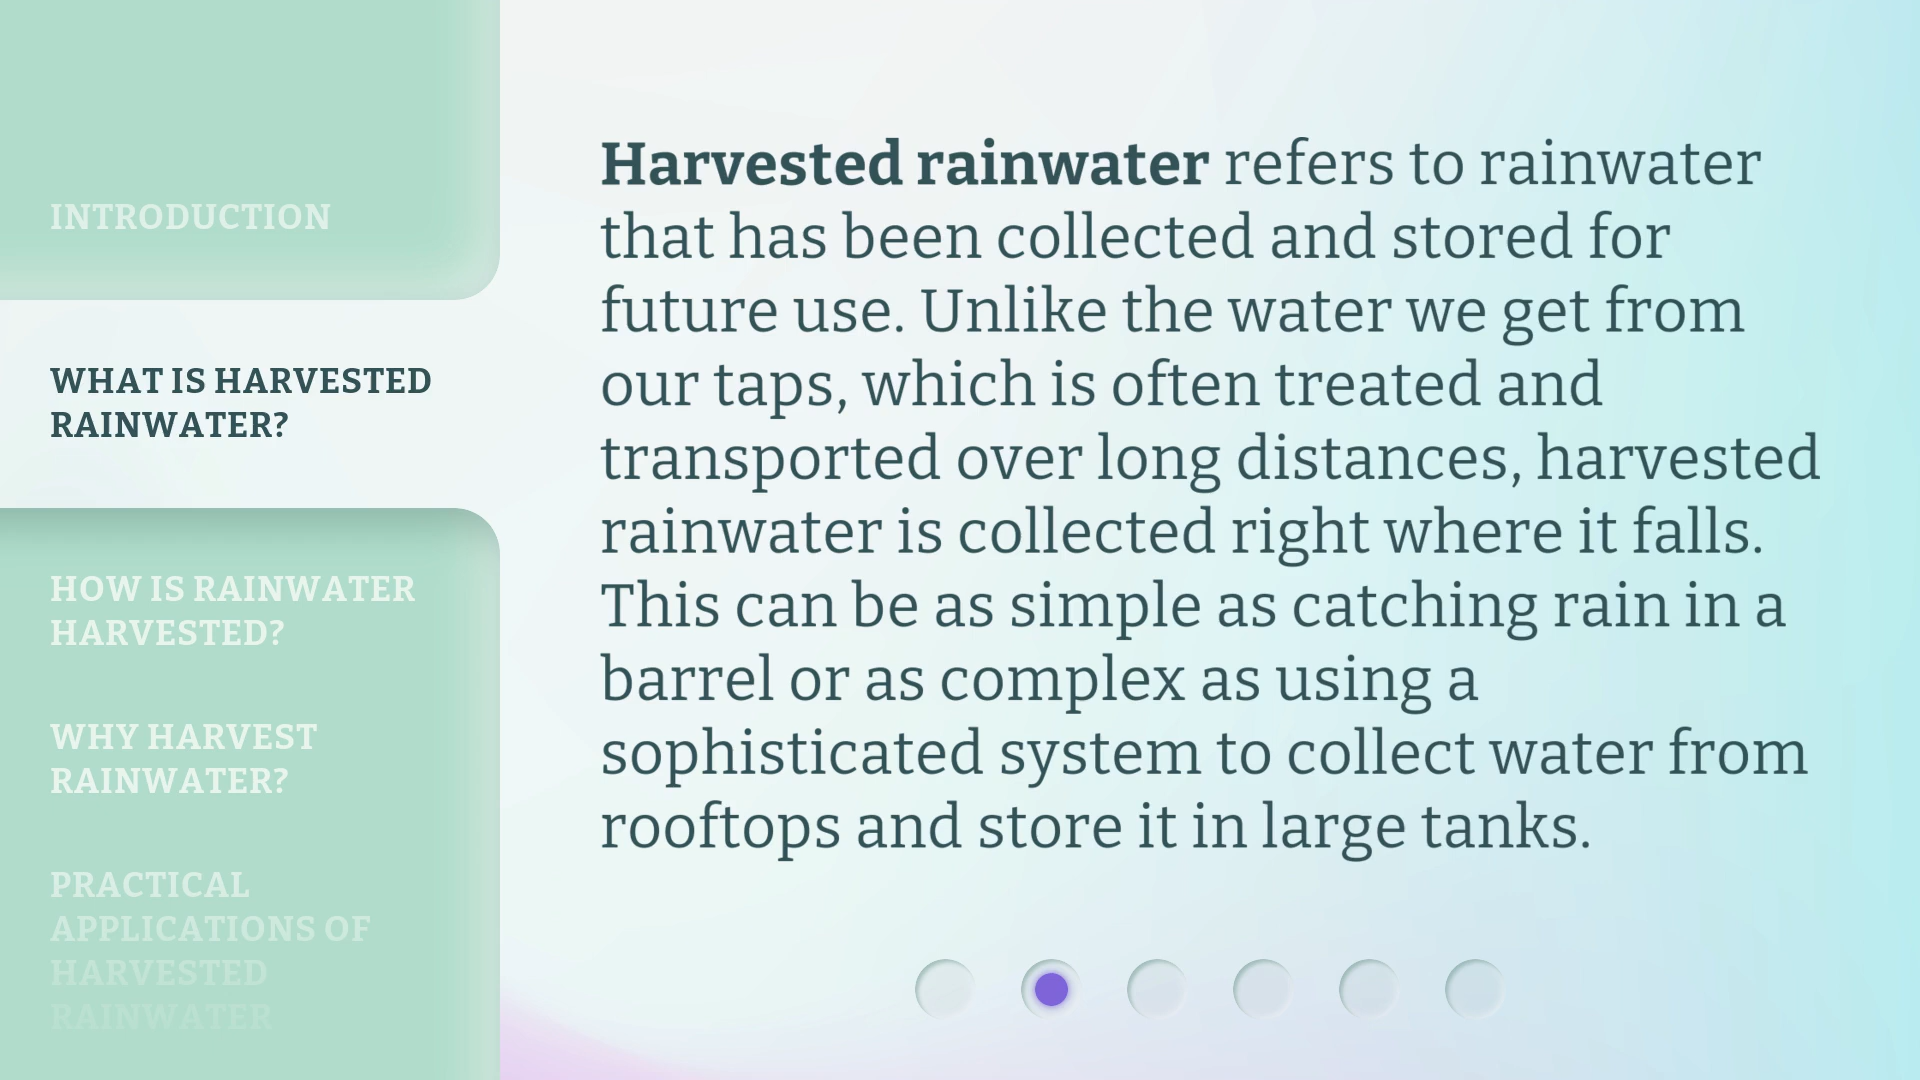 INTRODUCTION
WHAT IS HARVESTED
RAINWATER?
HOW IS RAINWATER
HARVESTED?
WHY HARVEST
RAINWATER?
PRACTICAL
APPLICATIONS OF
HARVESTED
RAINWATER
Harvested rainwater refers to rainwater
that has been collected and stored for
future use. Unlike the water we get from
our taps, which is often treated and
transported over long distances, harvested
rainwater is collected right where it falls.
This can be as simple as catching rain in a
barrel or as complex as using a
sophisticated system to collect water from
rooftops and store it in large tanks.